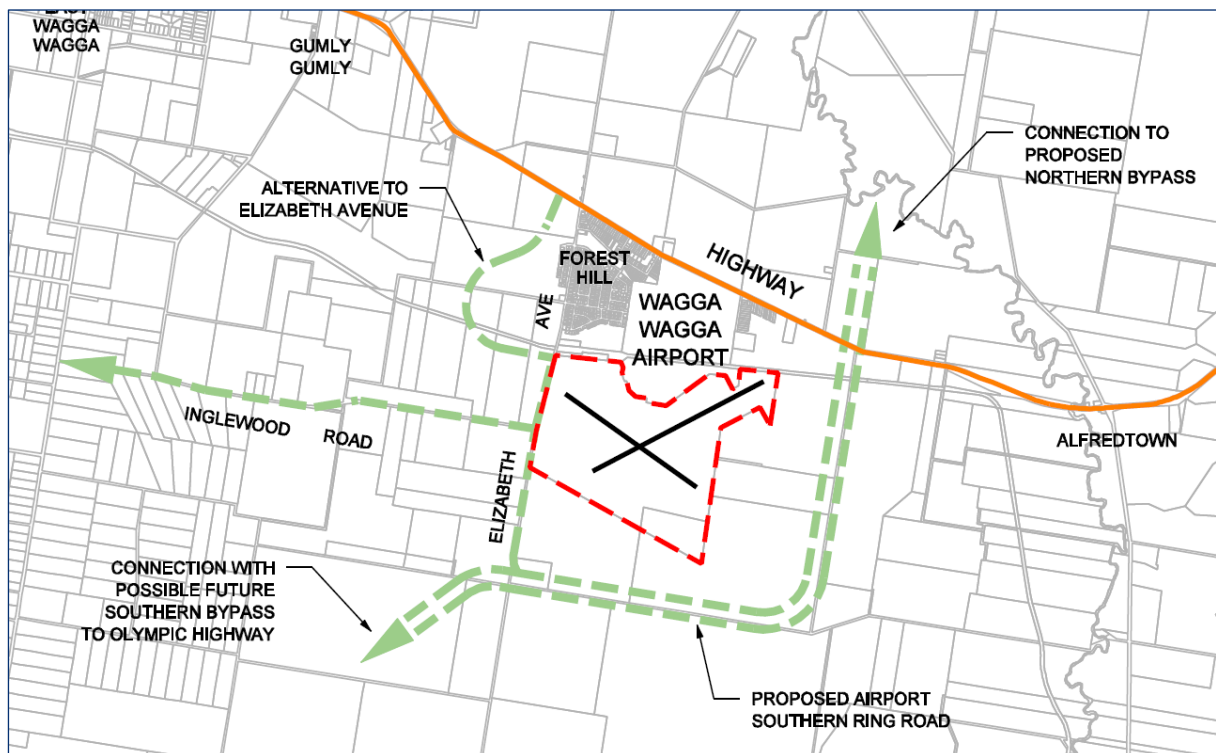 EAST
WAGGA
WAGGA
GUMLY
GUMLY
CONNECTION TO
PROPOSED
NORTHERN BYPASS
ALTERNATIVE TO
ELIZABETH AVENUE
FOREST
HILL
HIGHWAY
AVE
WAGGA
WAGGA
AIRPORT
INGLEWOOD ROAD
ALFREDTOWN
ELIZABETH
CONNECTION WITH
POSSIBLE FUTURE
SOUTHERN BYPASS
TO OLYMPIC HIGHWAY
PROPOSED AIRPORT
SOUTHERN RING ROAD